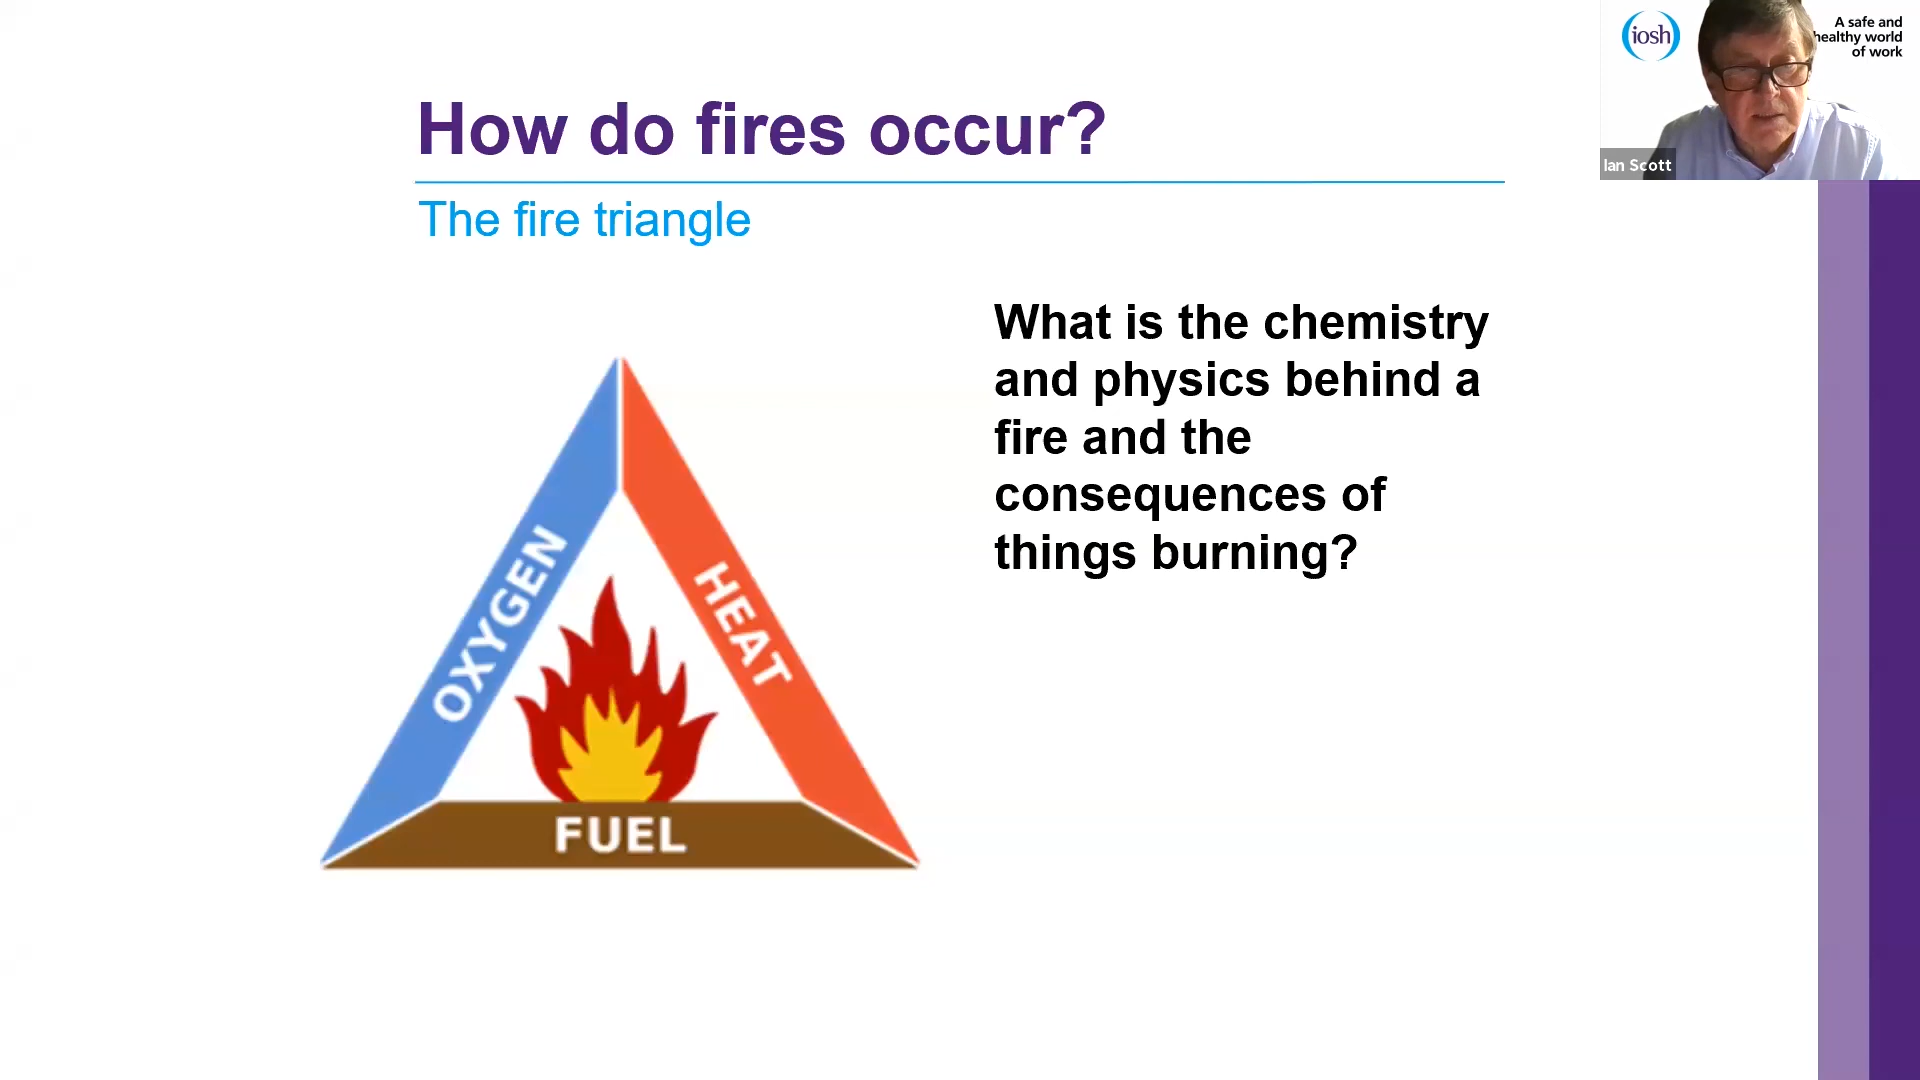 How do fires occur?
The fire triangle
What is the chemistry
and physics behind a
fire and the
consequences of
things burning?
OXYGEN
HEAT
FUEL
iosh
A safe and
healthy world
of work
Ian Scott